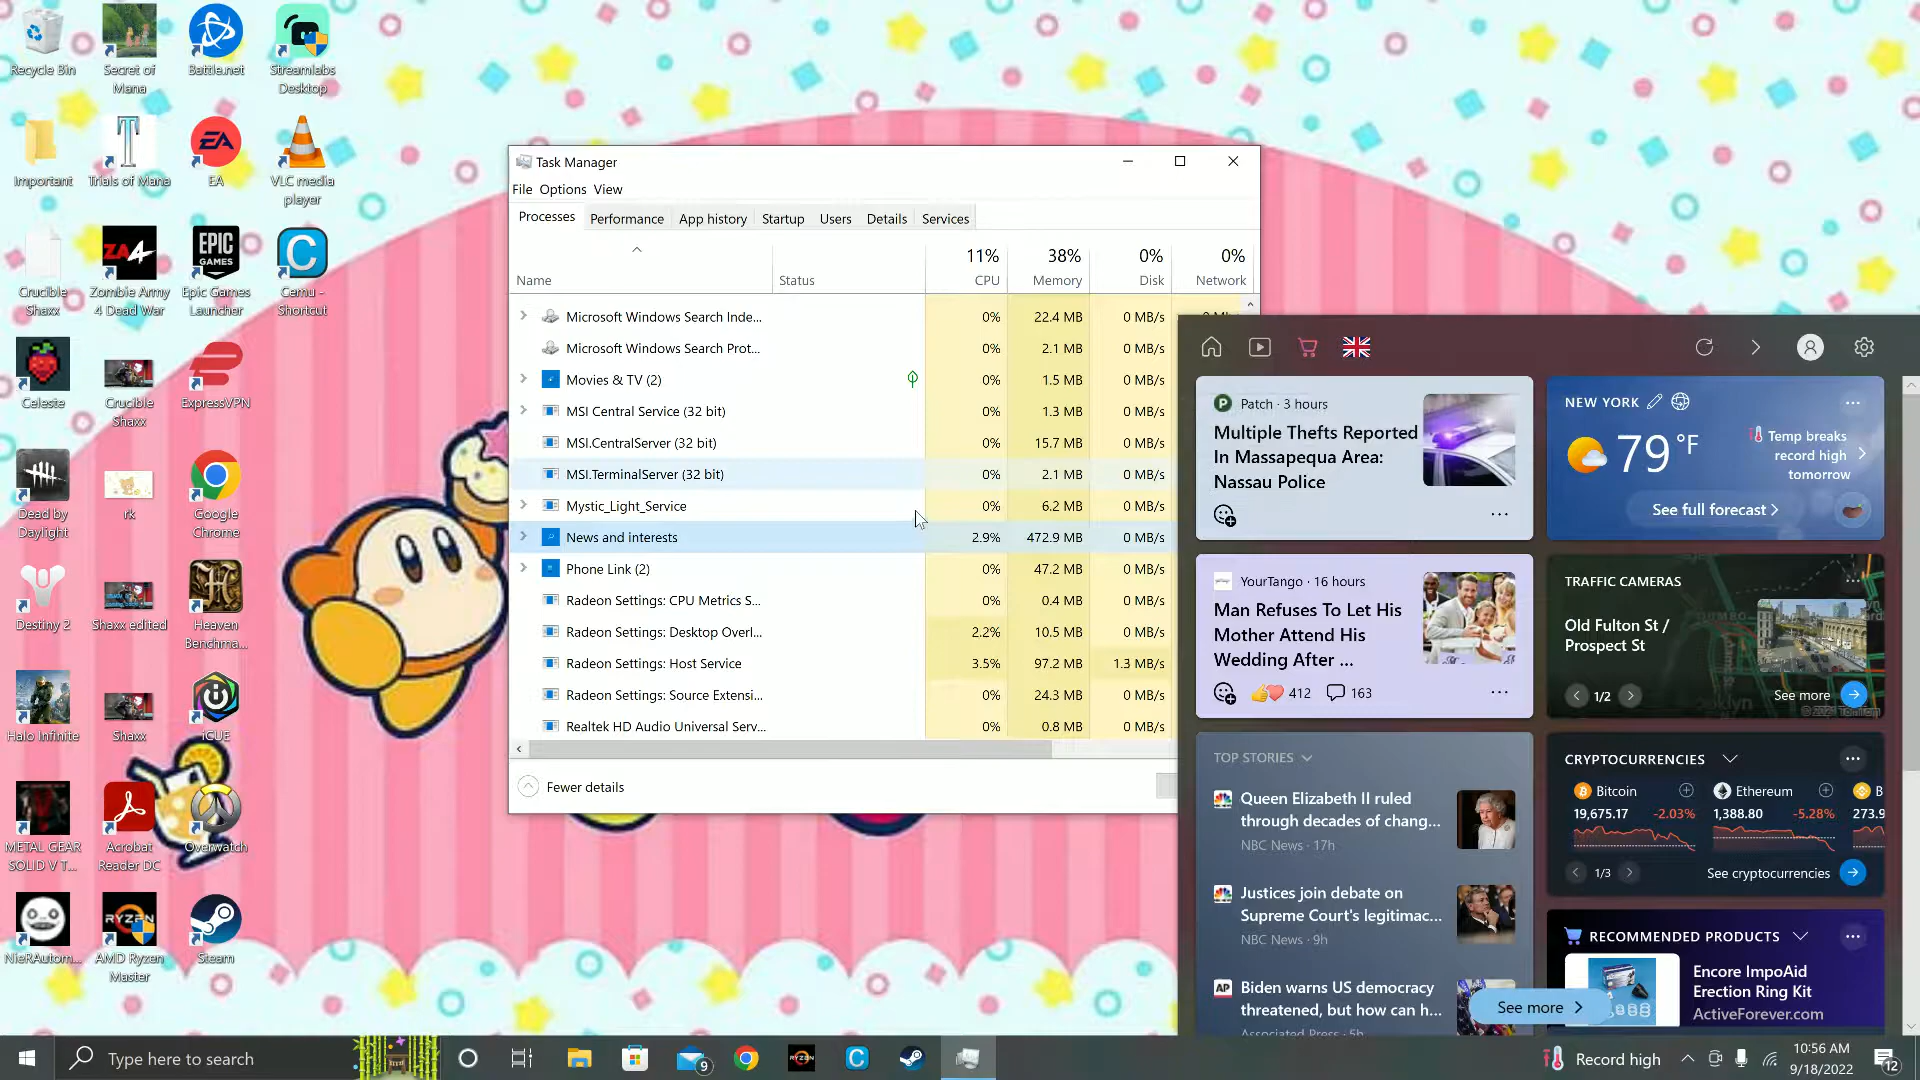 Recycle Bin
Secret of
Mana
Battle.net
Streamlabs
Desktop
Important
Trials of Mana
EA
VLC media
player
Crucible
Shaxx
Zombie Army
4 Dead War
Epic Games
Launcher
Cemu -
Shortcut
Celeste
Crucible
Shaxx
ExpressVPN
Dead by
Daylight
rk
Google
Chrome
Destiny 2
Shaxx edited
Heaven
Benchma...
Halo Infinite
Shaxx
iCUE
METAL GEAR
SOLID V T...
Acrobat
Reader DC
Overwatch
NieRAutom...
AMD Ryzen
Master
Steam
Task Manager
File Options View
Processes Performance App history Startup Users Details Services
11% 38% 0% 0%
Name Status CPU Memory Disk Network
Microsoft Windows Search Inde... 0% 22.4 MB 0 MB/s
Microsoft Windows Search Prot... 0% 2.1 MB 0 MB/s
Movies & TV (2) 0% 1.5 MB 0 MB/s
MSI Central Service (32 bit) 0% 1.3 MB 0 MB/s
MSI.CentralServer (32 bit) 0% 15.7 MB 0 MB/s
MSI.TerminalServer (32 bit) 0% 2.1 MB 0 MB/s
Mystic_Light_Service 0% 6.2 MB 0 MB/s
News and interests 2.9% 472.9 MB 0 MB/s
Phone Link (2) 0% 47.2 MB 0 MB/s
Radeon Settings: CPU Metrics S... 0% 0.4 MB 0 MB/s
Radeon Settings: Desktop Overl... 2.2% 10.5 MB 0 MB/s
Radeon Settings: Host Service 3.5% 97.2 MB 1.3 MB/s
Radeon Settings: Source Extensi... 0% 24.3 MB 0 MB/s
Realtek HD Audio Universal Serv... 0% 0.8 MB 0 MB/s
Fewer details
Patch · 3 hours
Multiple Thefts Reported
In Massapequa Area:
Nassau Police
NEW YORK
79 °F
Temp breaks
record high
tomorrow
See full forecast
YourTango · 16 hours
Man Refuses To Let His
Mother Attend His
Wedding After ...
412 163
TRAFFIC CAMERAS
Old Fulton St /
Prospect St
1/2
See more
TOP STORIES
Queen Elizabeth II ruled
through decades of chang...
NBC News · 17h
Justices join debate on
Supreme Court's legitimac...
NBC News · 9h
Biden warns US democracy
threatened, but how can h...
Associated Press · 5h
CRYPTOCURRENCIES
Bitcoin Ethereum B
19,675.17 -2.03% 1,388.80 -5.28% 273.9
1/3
See cryptocurrencies
RECOMMENDED PRODUCTS
Encore ImpoAid
Erection Ring Kit
ActiveForever.com
See more
Type here to search
9
Record high
10:56 AM
9/18/2022
12